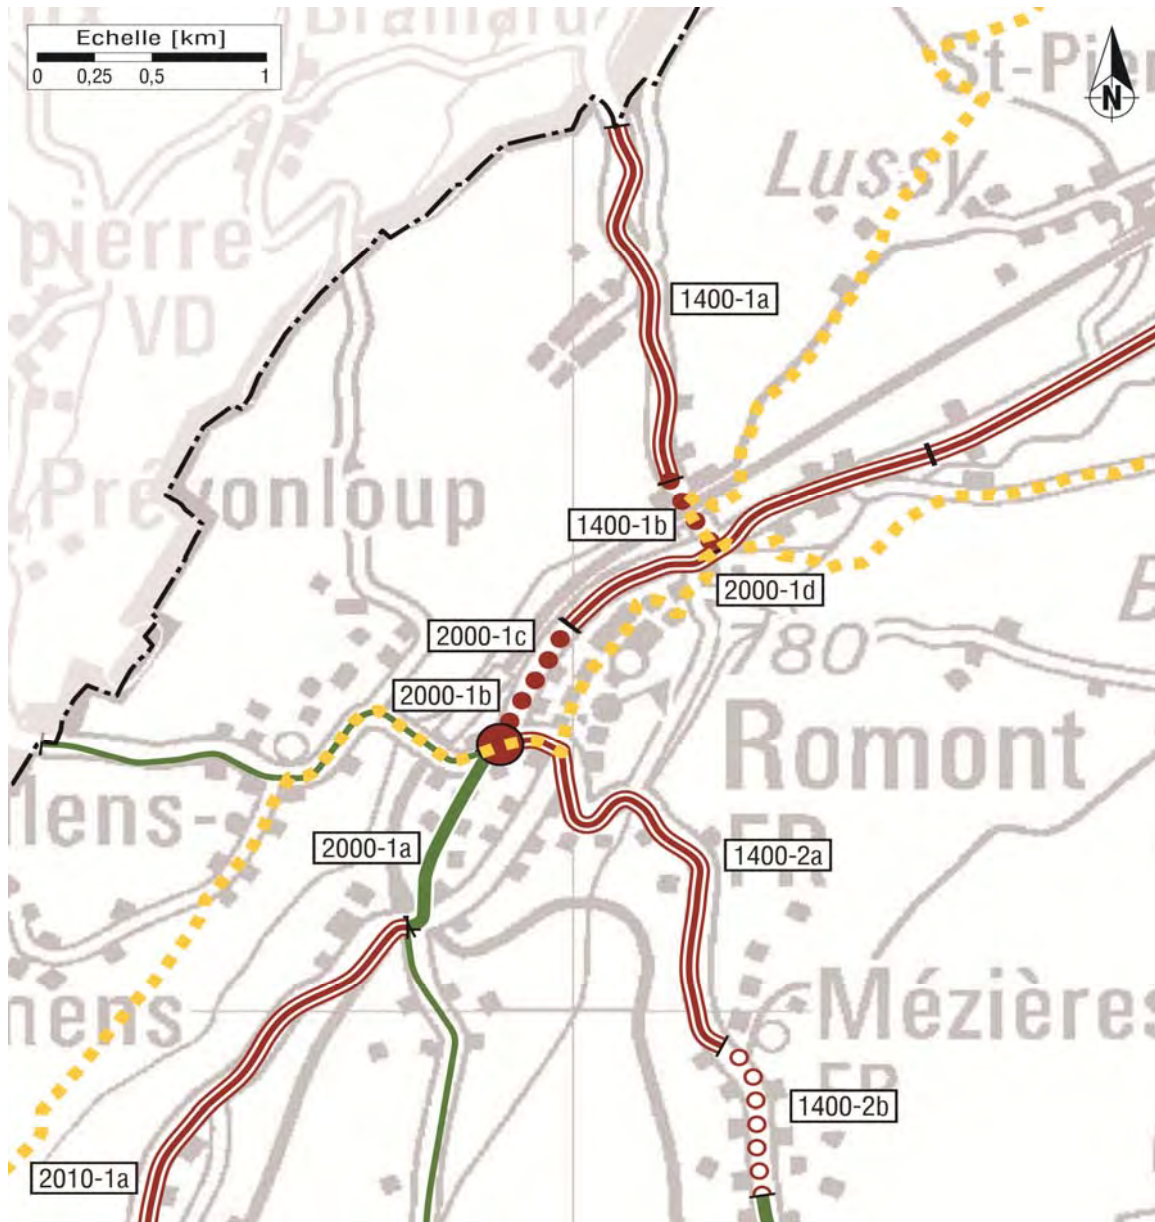 Echelle [km]
0 0,25 0,5 1
N
Lussy
pierre
VD
1400-1a
Prévonloup
1400-1b
2000-1d
2000-1c
780
2000-1b
Romont
FR
2000-1a
1400-2a
Mézières
FR
1400-2b
2010-1a